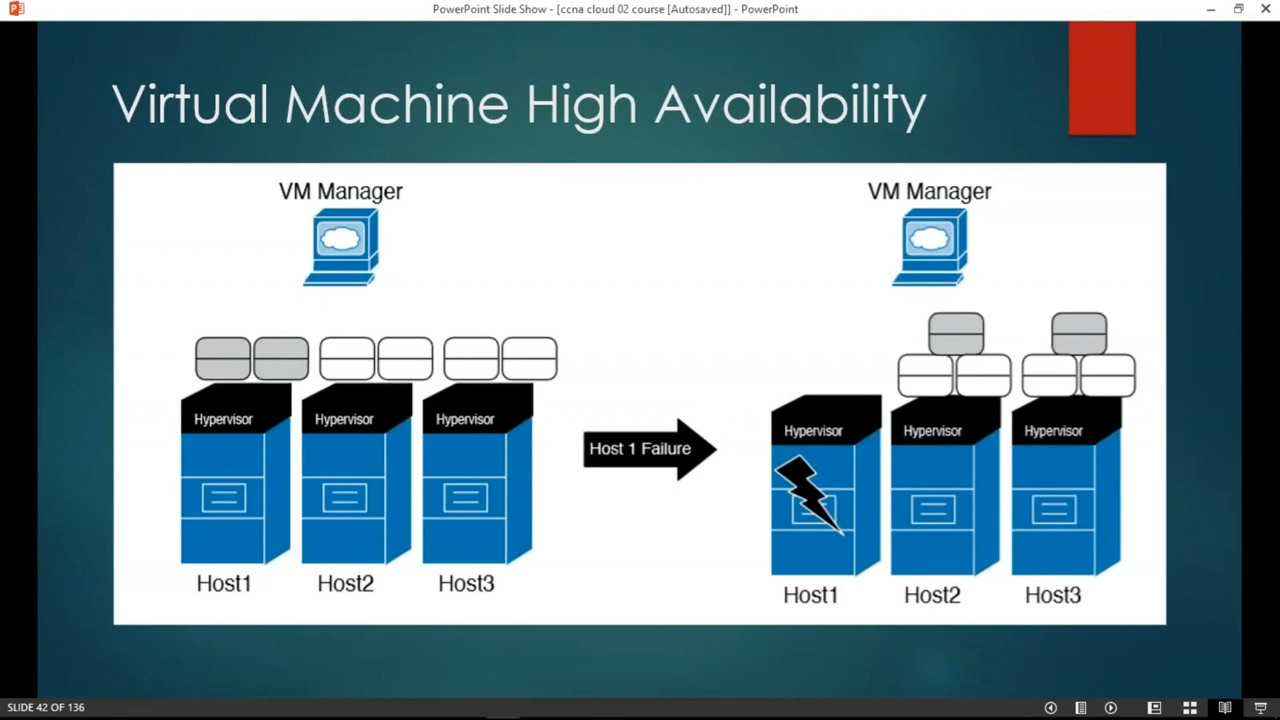 PowerPoint Slide Show - [ccna cloud 02 course [Autosaved]] - PowerPoint
Virtual Machine High Availability
VM Manager
Hypervisor
Hypervisor
Hypervisor
Host1
Host2
Host3
Host 1 Failure
VM Manager
Hypervisor
Hypervisor
Hypervisor
Host1
Host2
Host3
SLIDE 42 OF 136